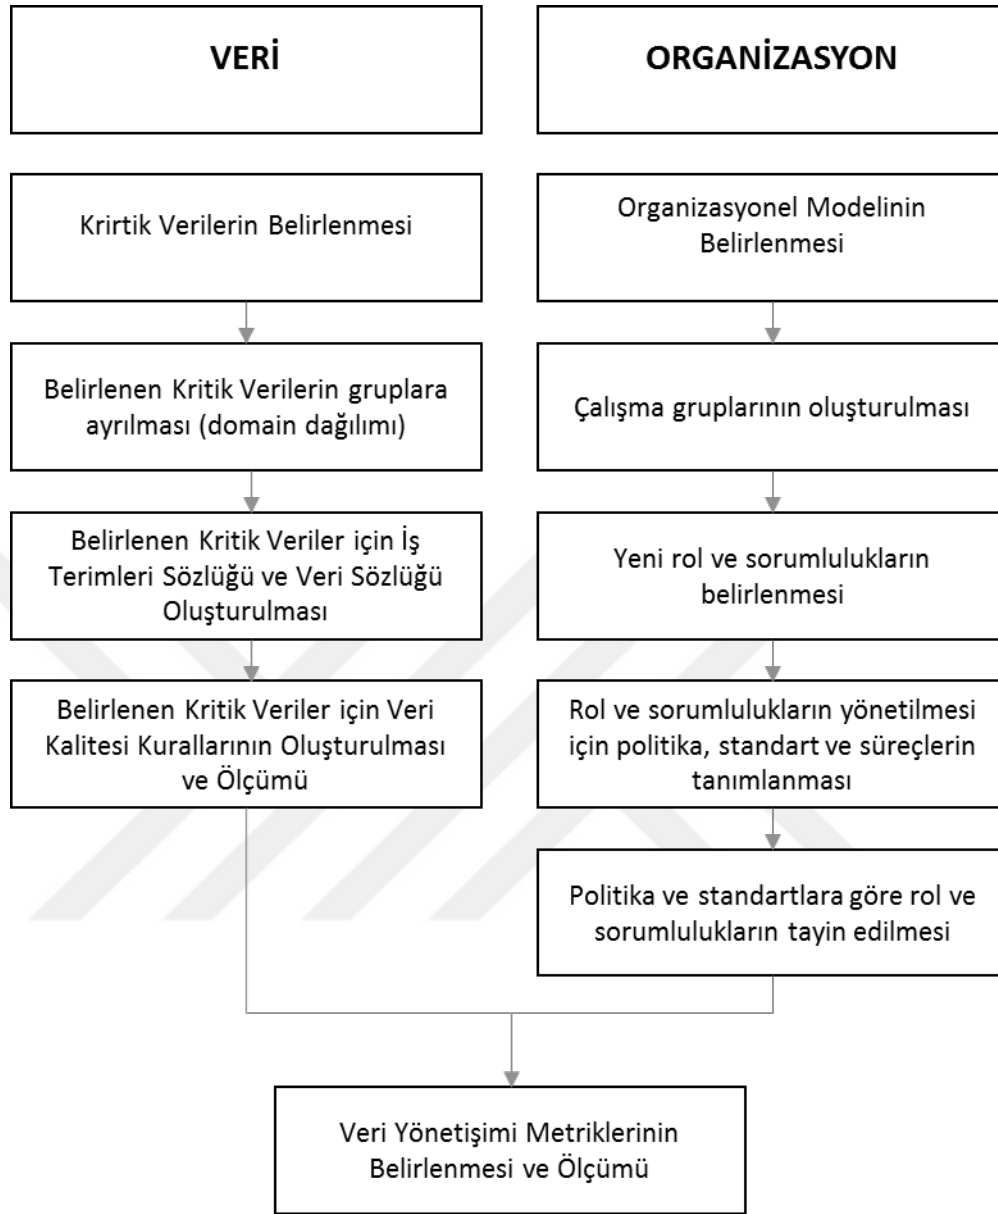 VERİ
Krirtik Verilerin Belirlenmesi
Belirlenen Kritik Verilerin gruplara
ayrılması (domain dağılımı)
Belirlenen Kritik Veriler için İş
Terimleri Sözlüğü ve Veri Sözlüğü
Oluşturulması
Belirlenen Kritik Veriler için Veri
Kalitesi Kurallarının Oluşturulması
ve Ölçümü
ORGANİZASYON
Organizasyonel Modelinin
Belirlenmesi
Çalışma gruplarının oluşturulması
Yeni rol ve sorumlulukların
belirlenmesi
Rol ve sorumlulukların yönetilmesi
için politika, standart ve süreçlerin
tanımlanması
Politika ve standartlara göre rol ve
sorumlulukların tayin edilmesi
Veri Yönetişimi Metriklerinin
Belirlenmesi ve Ölçümü